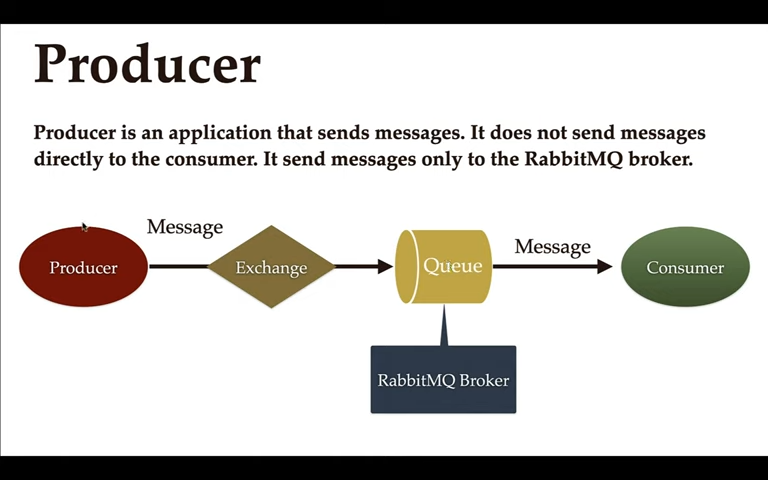 Producer
Producer is an application that sends messages. It does not send messages
directly to the consumer. It send messages only to the RabbitMQ broker.
Message
Producer
Exchange
Queue
Message
Consumer
RabbitMQ Broker